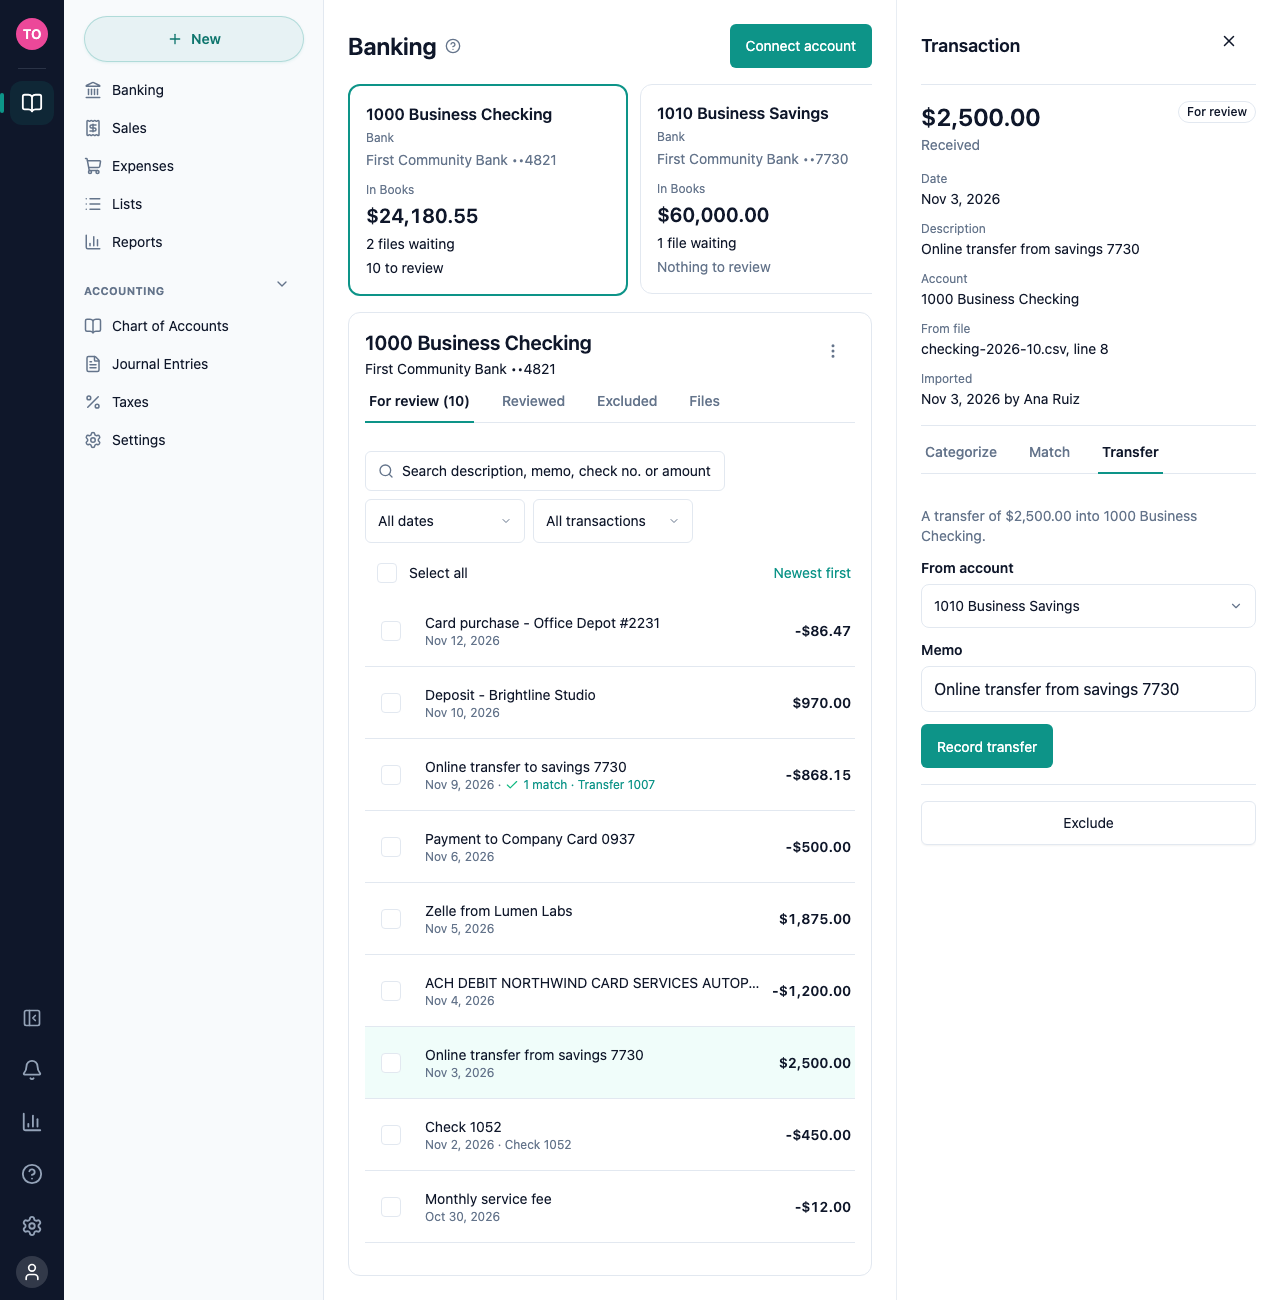 TO
New
Banking
Sales
Expenses
Lists
Reports
ACCOUNTING
Chart of Accounts
Journal Entries
Taxes
Settings
Banking
Connect account
1000 Business Checking
Bank
First Community Bank ••4821
In Books
$24,180.55
2 files waiting
10 to review
1010 Business Savings
Bank
First Community Bank ••7730
In Books
$60,000.00
1 file waiting
Nothing to review
1000 Business Checking
First Community Bank ••4821
For review (10) Reviewed Excluded Files
Search description, memo, check no. or amount
All dates All transactions
Select all Newest first
Card purchase - Office Depot #2231
Nov 12, 2026
-$86.47
Deposit - Brightline Studio
Nov 10, 2026
$970.00
Online transfer to savings 7730
Nov 9, 2026 · 1 match · Transfer 1007
-$868.15
Payment to Company Card 0937
Nov 6, 2026
-$500.00
Zelle from Lumen Labs
Nov 5, 2026
$1,875.00
ACH DEBIT NORTHWIND CARD SERVICES AUTOP...
Nov 4, 2026
-$1,200.00
Online transfer from savings 7730
Nov 3, 2026
$2,500.00
Check 1052
Nov 2, 2026 · Check 1052
-$450.00
Monthly service fee
Oct 30, 2026
-$12.00
Transaction
$2,500.00
For review
Received
Date
Nov 3, 2026
Description
Online transfer from savings 7730
Account
1000 Business Checking
From file
checking-2026-10.csv, line 8
Imported
Nov 3, 2026 by Ana Ruiz
Categorize Match Transfer
A transfer of $2,500.00 into 1000 Business
Checking.
From account
1010 Business Savings
Memo
Online transfer from savings 7730
Record transfer
Exclude